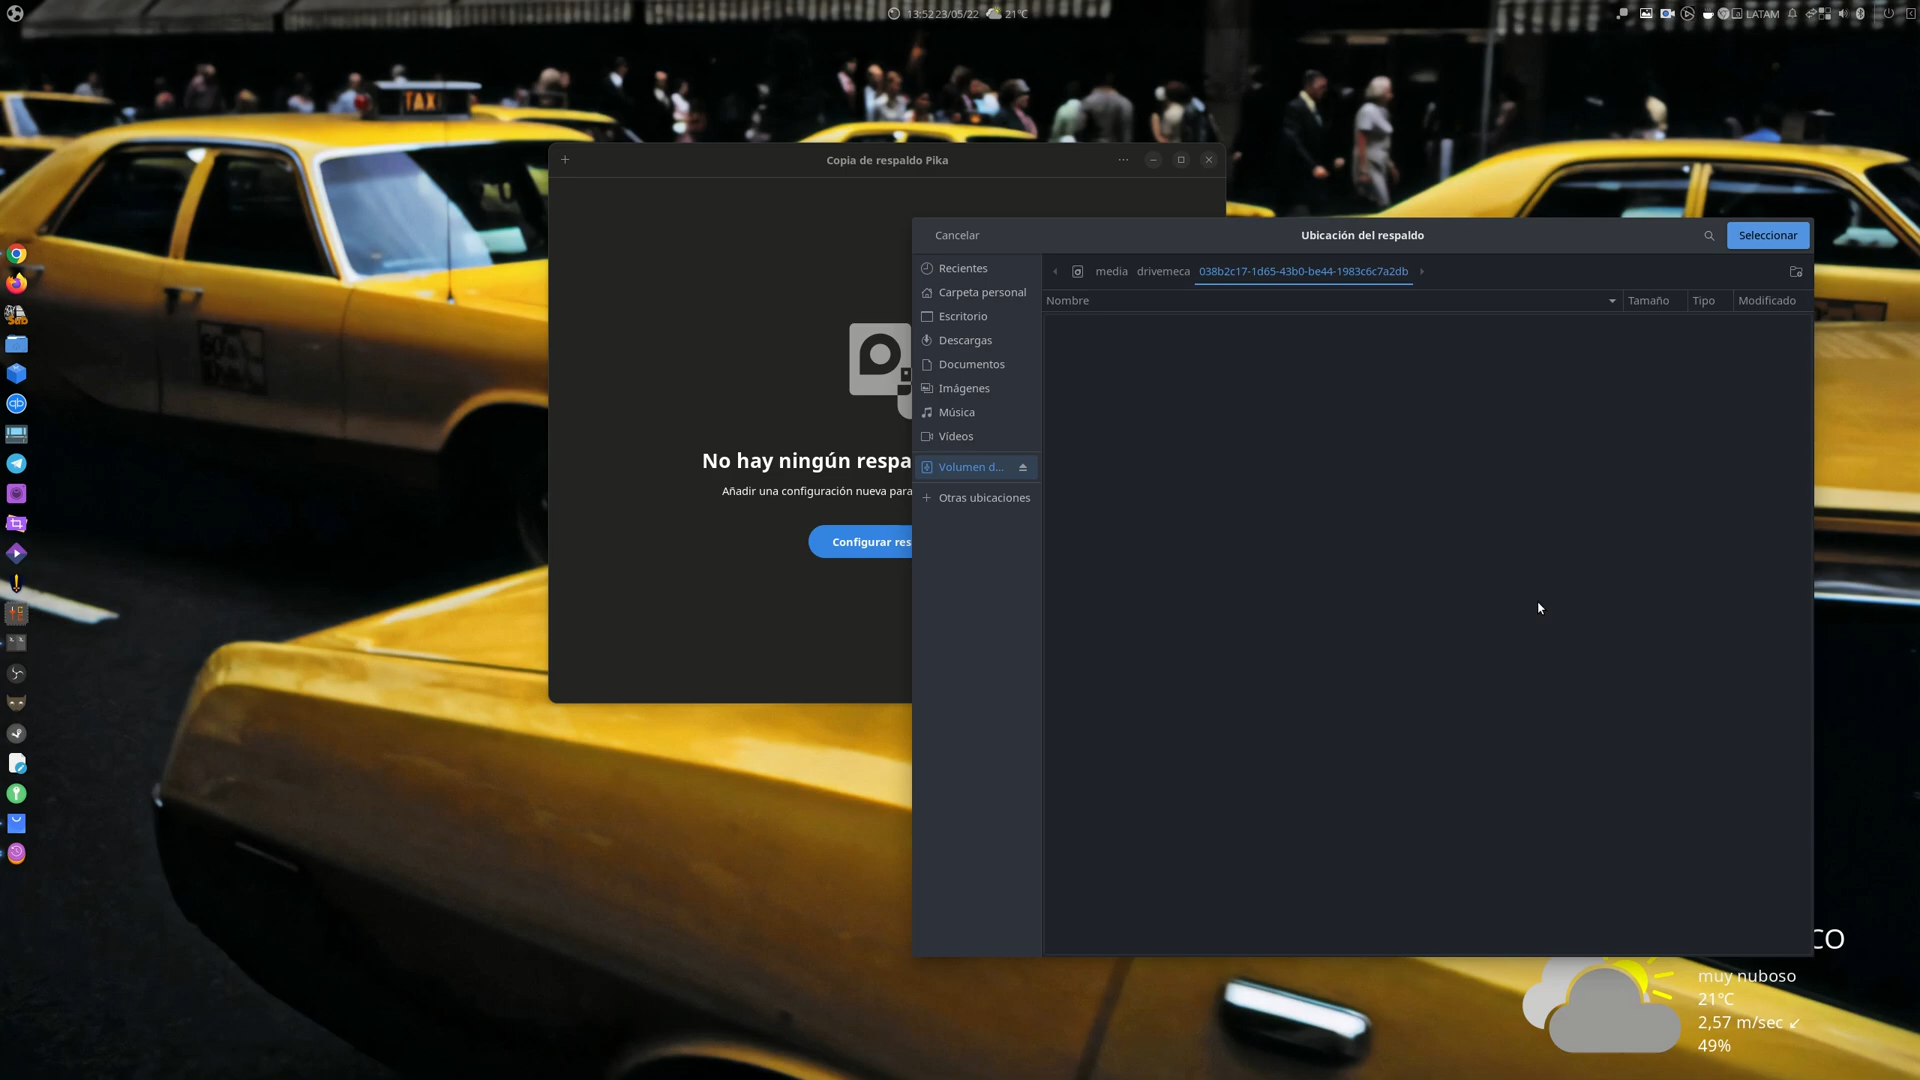 13:52 23/05/22 21°C
LATAM
TAX
Copia de respaldo Pika
No hay ningún respa
Añadir una configuración nueva para
Configurar res
Cancelar
Ubicación del respaldo
Seleccionar
Recientes
Carpeta personal
Escritorio
Descargas
Documentos
Imágenes
Música
Vídeos
Volumen d...
Otras ubicaciones
media
drivemeca
038b2c17-1d65-43b0-be44-1983c6c7a2db
Nombre
Tamaño
Tipo
Modificado
CO
muy nuboso
21°C
2,57 m/sec ↙
49%